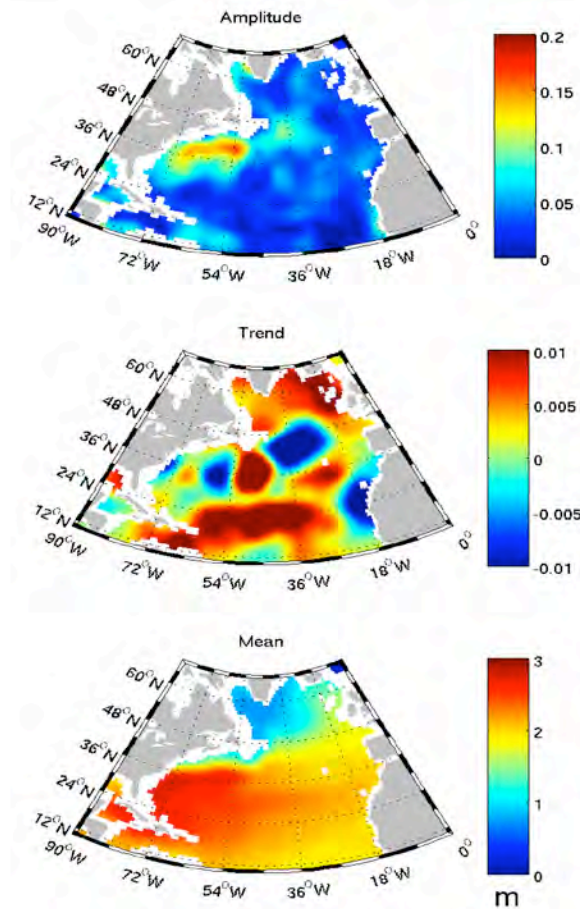 Amplitude
60°N
48°N
36°N
24°N
12°N
90°W
72°W
54°W
36°W
18°W
0°
0.2
0.15
0.1
0.05
0
Trend
60°N
48°N
36°N
24°N
12°N
90°W
72°W
54°W
36°W
18°W
0°
0.01
0.005
0
-0.005
-0.01
Mean
60°N
48°N
36°N
24°N
12°N
90°W
72°W
54°W
36°W
18°W
0°
3
2
1
0
m